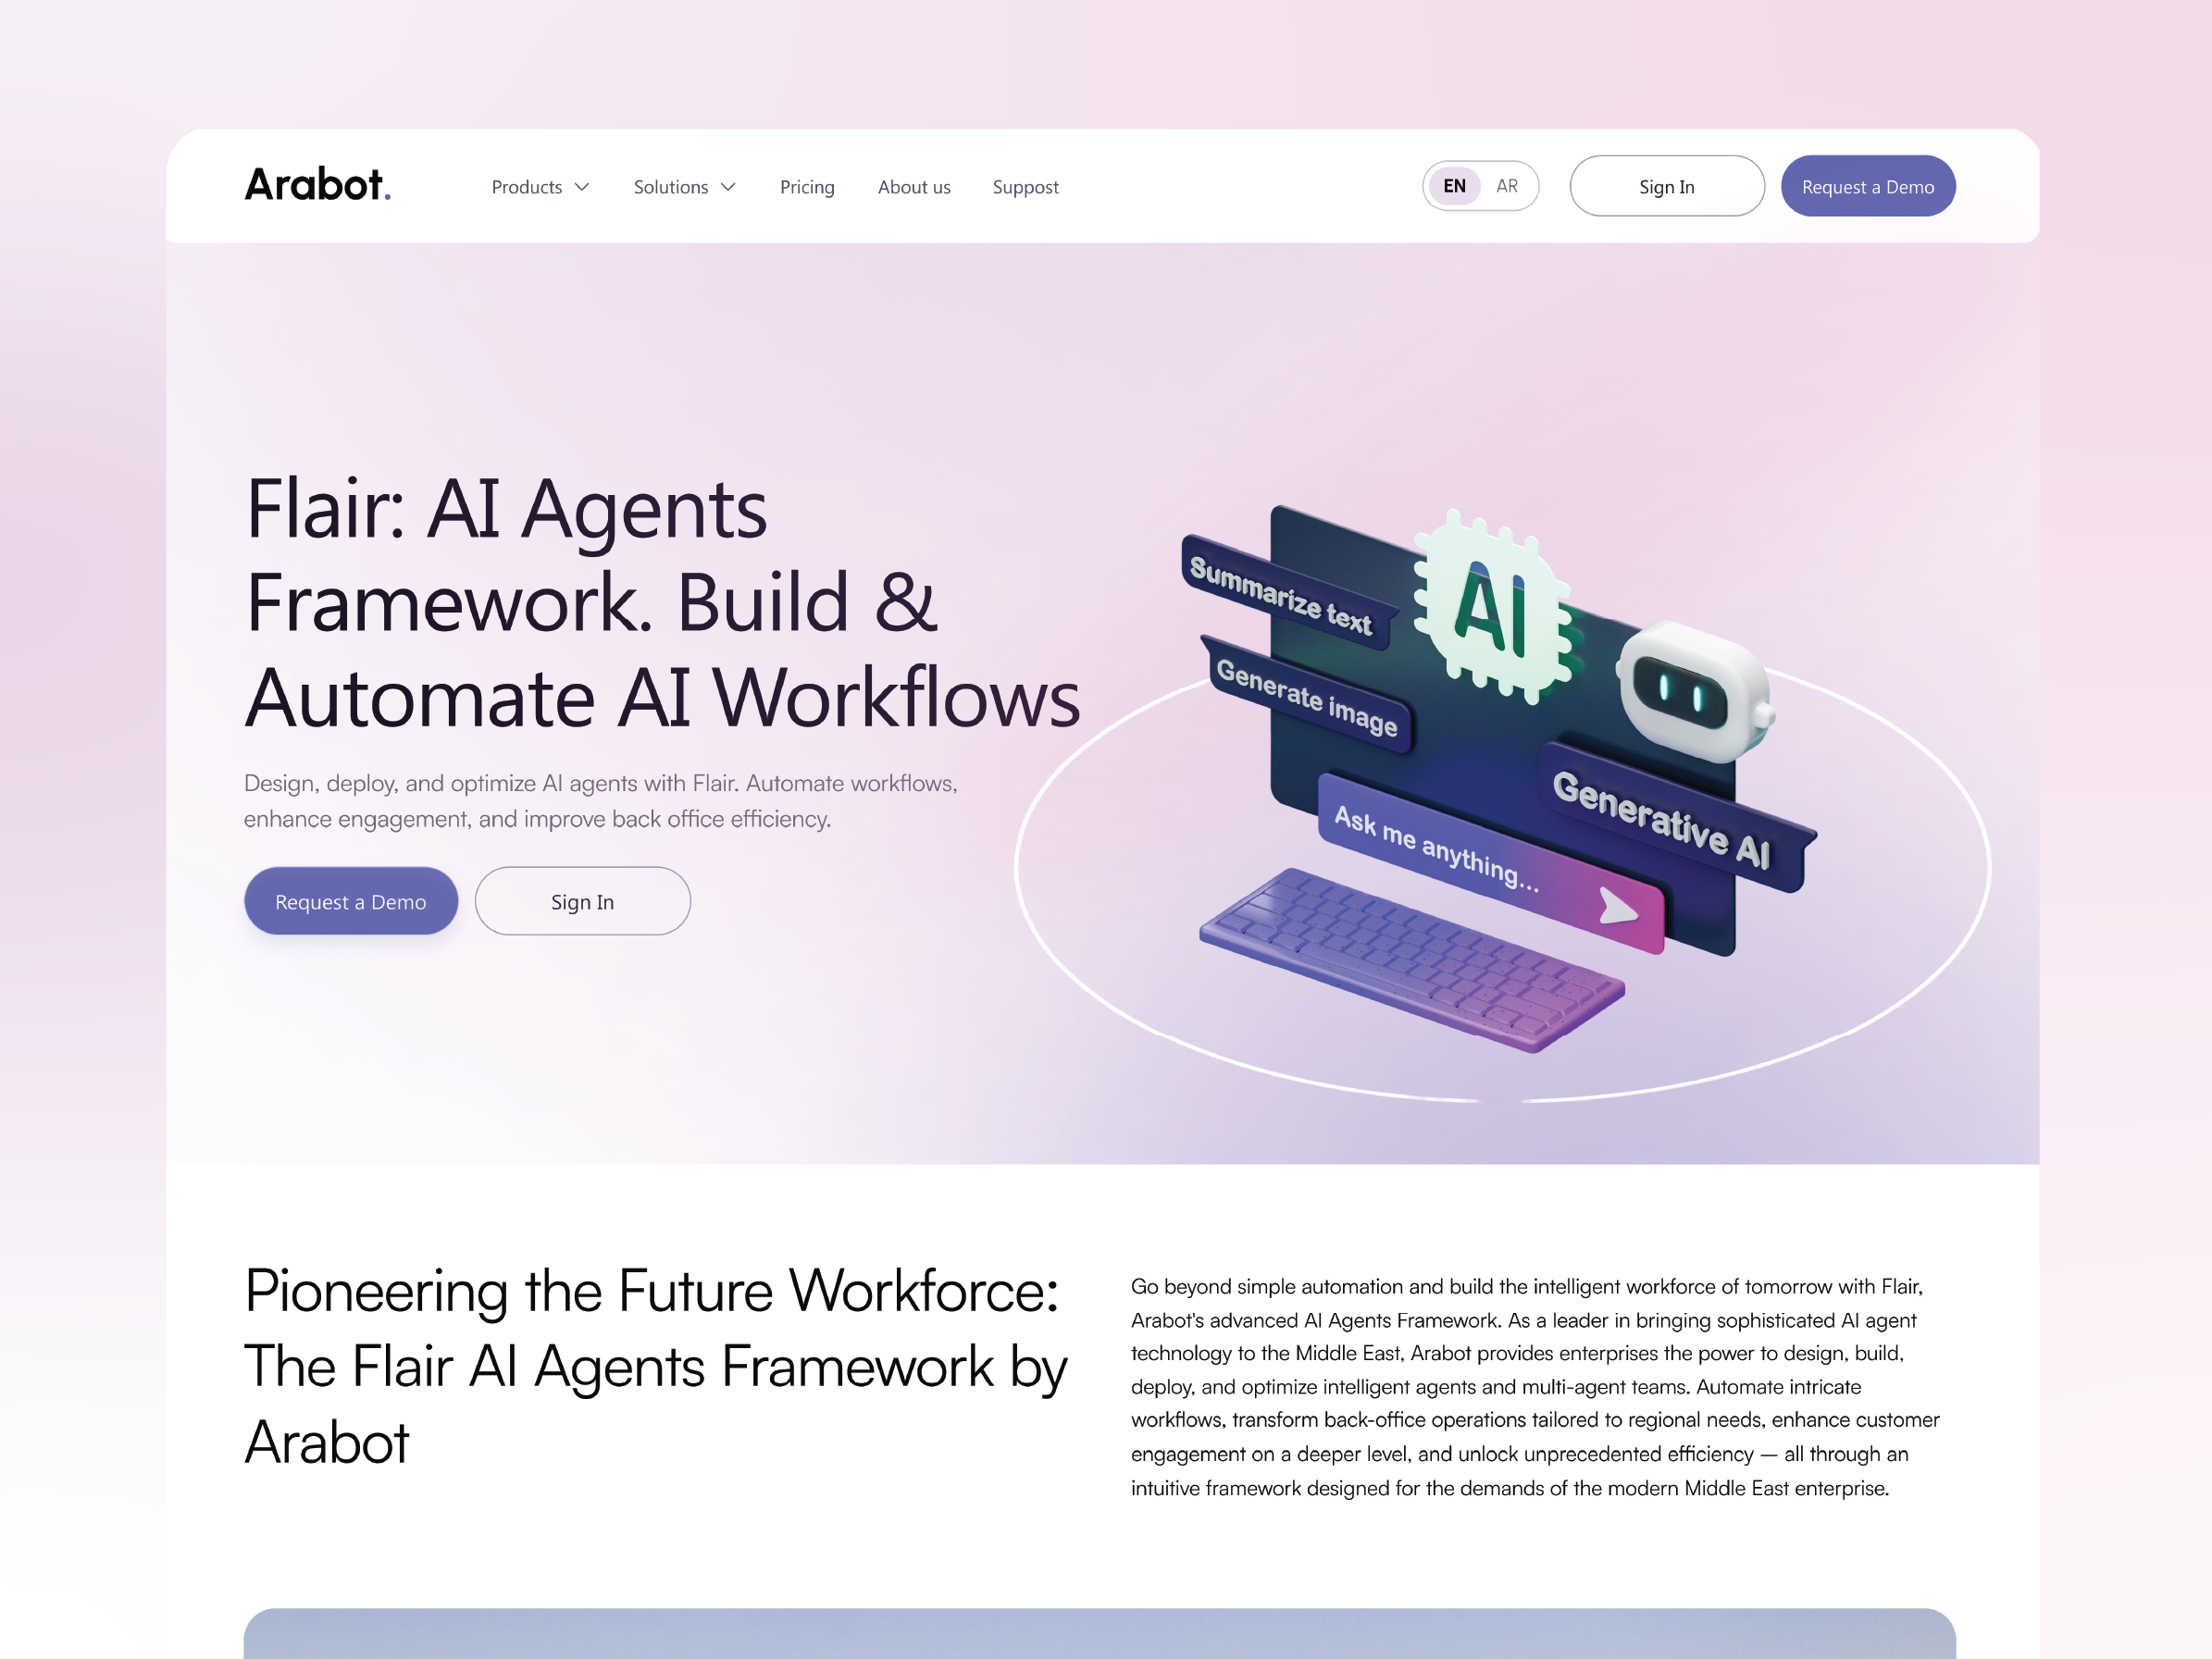 Arabot.
Products
Solutions
Pricing
About us
Suppost
EN
AR
Sign In
Request a Demo
Flair: AI Agents
Framework. Build &
Automate AI Workflows
Design, deploy, and optimize AI agents with Flair. Automate workflows,
enhance engagement, and improve back office efficiency.
Request a Demo
Sign In
Summarize text
AI
Generate image
Generative AI
Ask me anything...
Pioneering the Future Workforce:
The Flair AI Agents Framework by
Arabot
Go beyond simple automation and build the intelligent workforce of tomorrow with Flair,
Arabot's advanced AI Agents Framework. As a leader in bringing sophisticated AI agent
technology to the Middle East, Arabot provides enterprises the power to design, build,
deploy, and optimize intelligent agents and multi-agent teams. Automate intricate
workflows, transform back-office operations tailored to regional needs, enhance customer
engagement on a deeper level, and unlock unprecedented efficiency — all through an
intuitive framework designed for the demands of the modern Middle East enterprise.